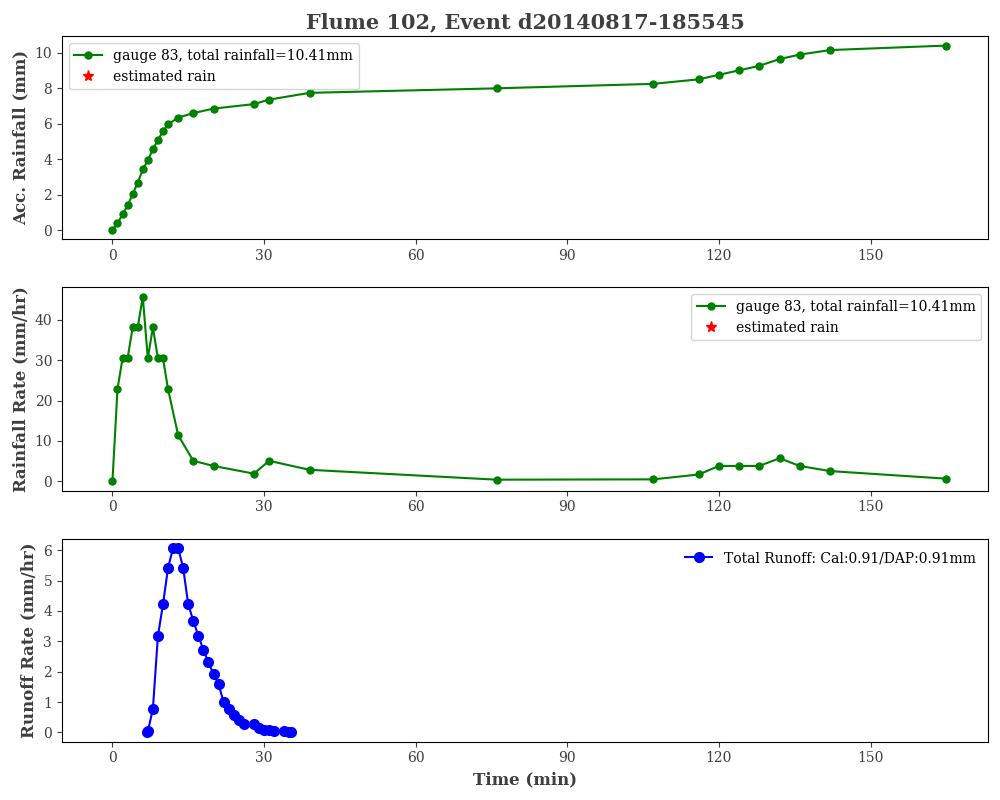 Flume 102, Event d20140817-185545
Acc. Rainfall (mm)
10
8
6
4
2
0
gauge 83, total rainfall=10.41mm
estimated rain
0 30 60 90 120 150
Rainfall Rate (mm/hr)
40
30
20
10
0
gauge 83, total rainfall=10.41mm
estimated rain
0 30 60 90 120 150
Runoff Rate (mm/hr)
6
5
4
3
2
1
0
Total Runoff: Cal:0.91/DAP:0.91mm
0 30 60 90 120 150
Time (min)